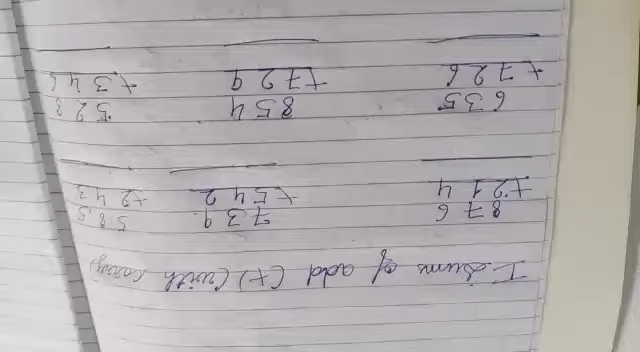 I. Sums of add (+) (with carry)
876 739 585
+214 +542 +243
635 854 528
+726 +729 +346